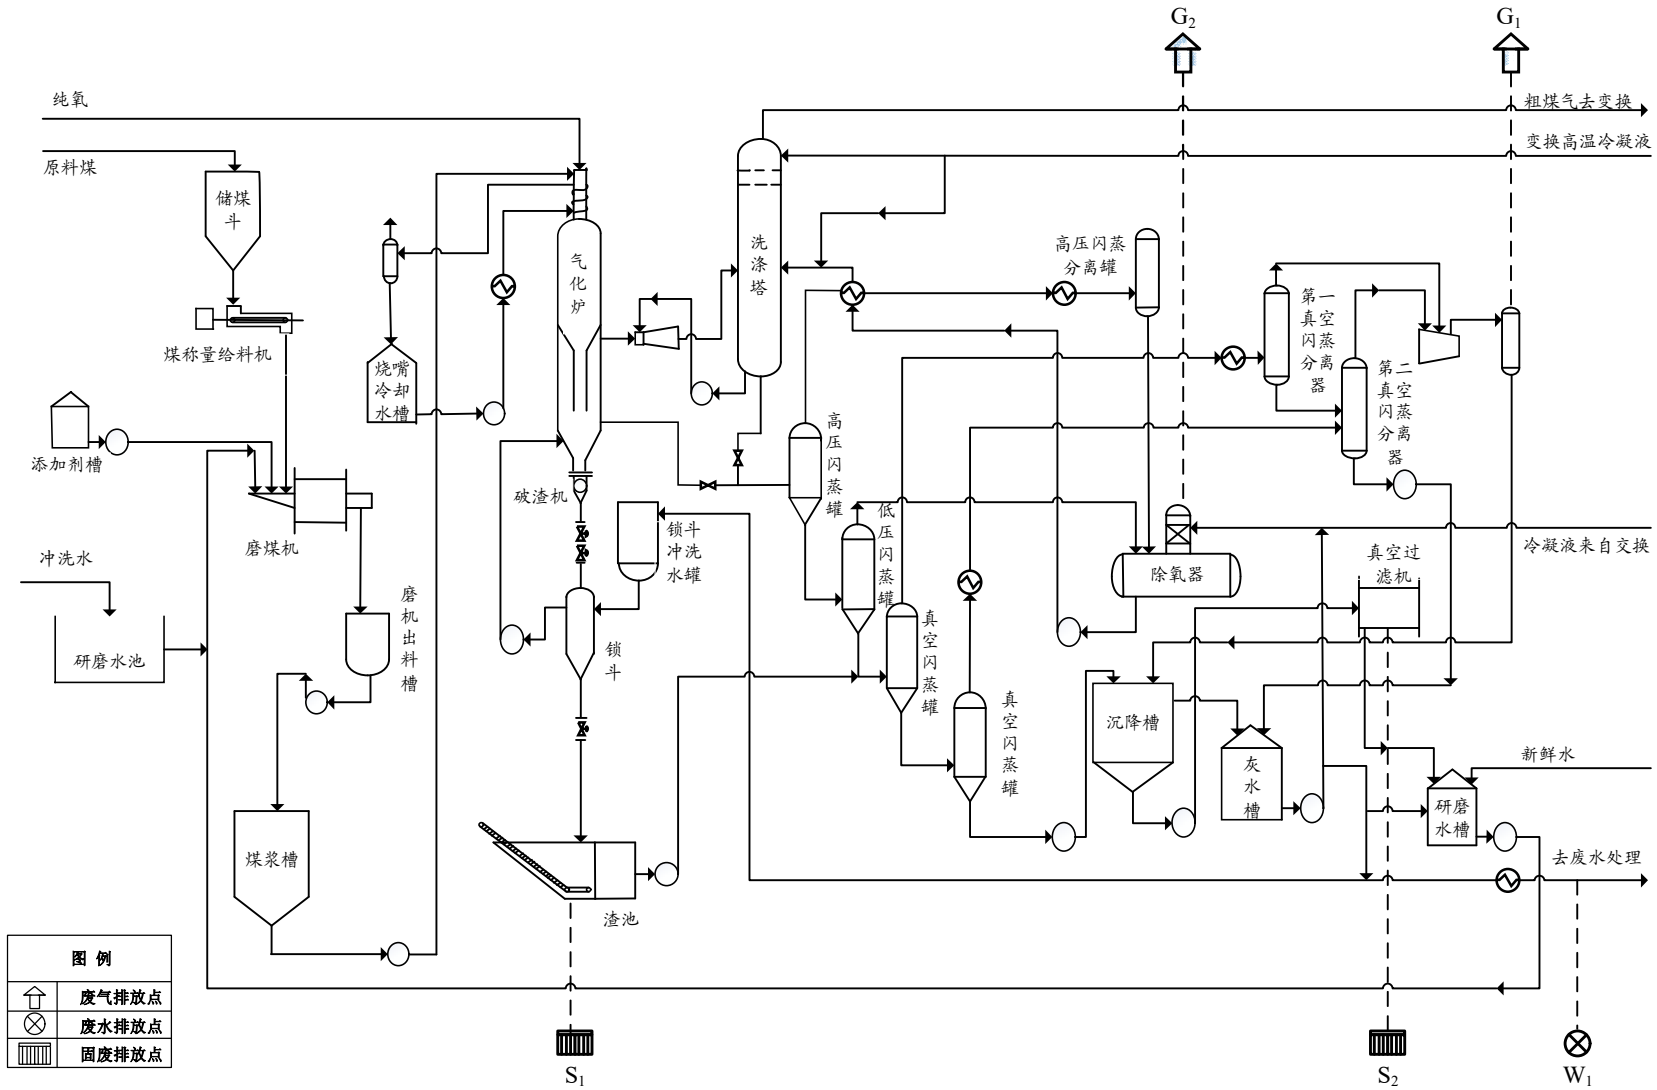 G₂
G₁
纯氧
粗煤气去变换
原料煤
变换高温冷凝液
储煤
斗
洗
涤
塔
高压闪蒸
分离罐
气
化
炉
第一
真空
闪蒸
分离
器
煤称量给料机
烧嘴
冷却
水槽
第二
真空
闪蒸
分离
器
高
压
闪
蒸
罐
添加剂槽
破渣机
低
压
闪
蒸
罐
锁斗
冲洗
水罐
磨煤机
冷凝液来自交换
真空过
滤机
冲洗水
除氧器
磨
机
出
料
槽
真
空
闪
蒸
罐
研磨水池
锁
斗
真
空
闪
蒸
罐
沉降槽
灰
水
槽
新鲜水
研磨
水槽
煤浆槽
去废水处理
渣池
图 例
废气排放点
废水排放点
固废排放点
S₁
S₂
W₁